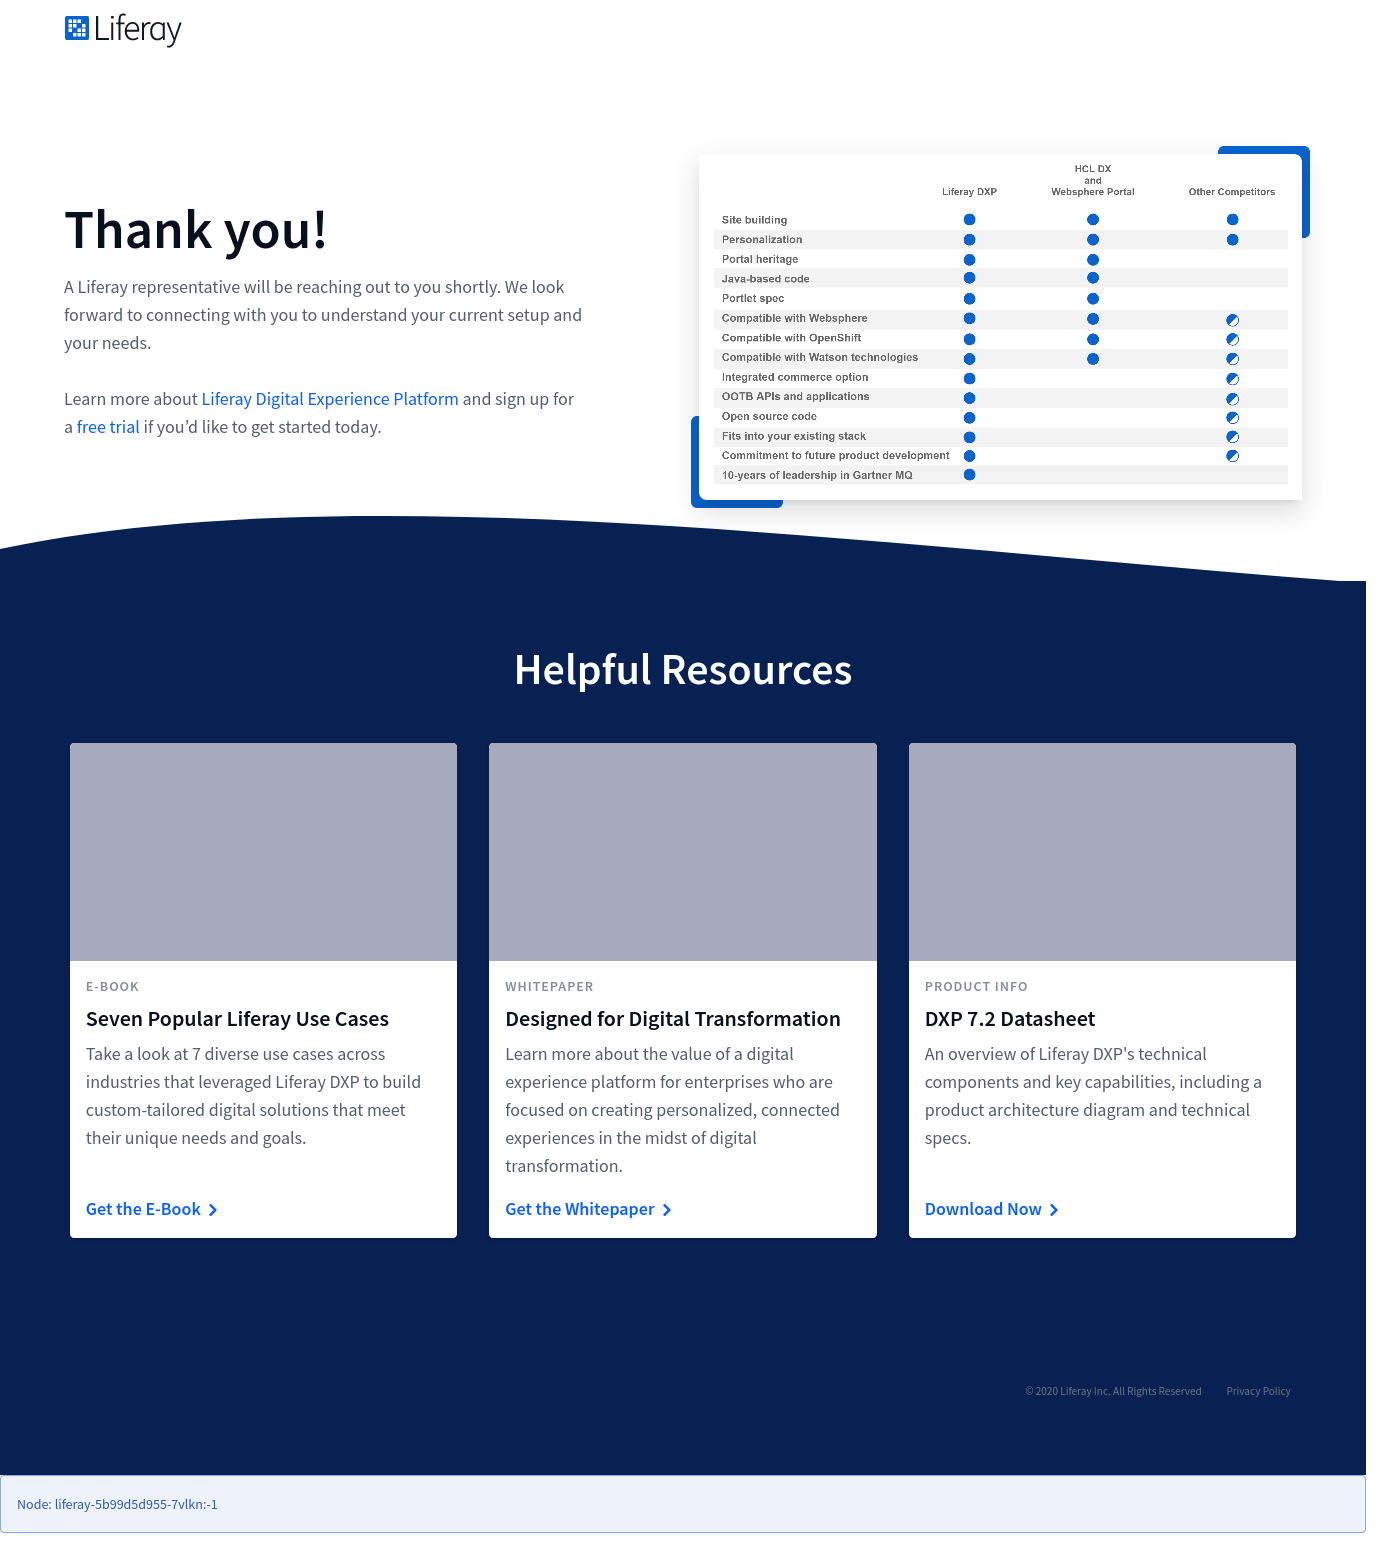 Liferay
Thank you!
A Liferay representative will be reaching out to you shortly. We look
forward to connecting with you to understand your current setup and
your needs.
Learn more about Liferay Digital Experience Platform and sign up for
a free trial if you’d like to get started today.
HCL DX
and
Liferay DXP Websphere Portal Other Competitors
Site building
Personalization
Portal heritage
Java-based code
Portlet spec
Compatible with Websphere
Compatible with OpenShift
Compatible with Watson technologies
Integrated commerce option
OOTB APIs and applications
Open source code
Fits into your existing stack
Commitment to future product development
10-years of leadership in Gartner MQ
Helpful Resources
E-BOOK
Seven Popular Liferay Use Cases
Take a look at 7 diverse use cases across
industries that leveraged Liferay DXP to build
custom-tailored digital solutions that meet
their unique needs and goals.
Get the E-Book
WHITEPAPER
Designed for Digital Transformation
Learn more about the value of a digital
experience platform for enterprises who are
focused on creating personalized, connected
experiences in the midst of digital
transformation.
Get the Whitepaper
PRODUCT INFO
DXP 7.2 Datasheet
An overview of Liferay DXP's technical
components and key capabilities, including a
product architecture diagram and technical
specs.
Download Now
© 2020 Liferay Inc. All Rights Reserved Privacy Policy
Node: liferay-5b99d5d955-7vlkn:-1